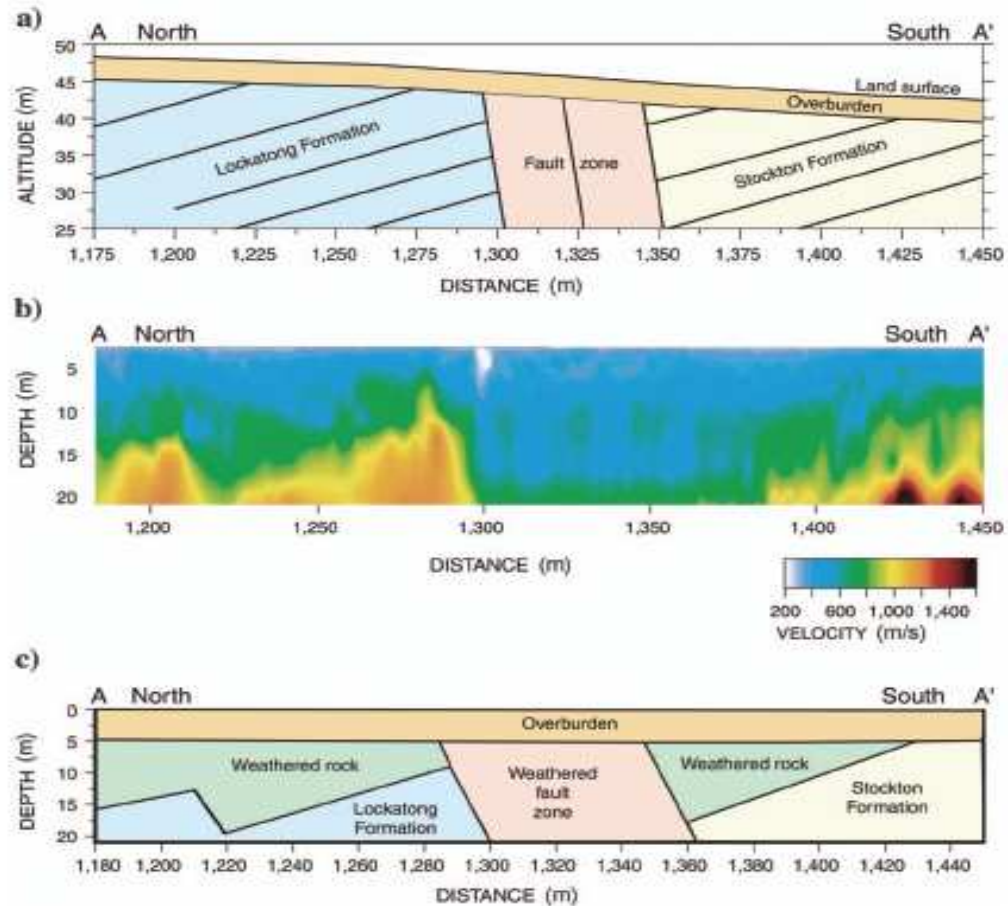 a)
A North South A'
50
45
40
35
30
25
ALTITUDE (m)
Land surface
Overburden
Lockatong Formation
Fault zone
Stockton Formation
1,175 1,200 1,225 1,250 1,275 1,300 1,325 1,350 1,375 1,400 1,425 1,450
DISTANCE (m)
b)
A North South A'
5
10
15
20
DEPTH (m)
1,200 1,250 1,300 1,350 1,400 1,450
DISTANCE (m)
200 600 1,000 1,400
VELOCITY (m/s)
c)
A North South A'
0
5
10
15
20
DEPTH (m)
Overburden
Weathered rock
Lockatong
Formation
Weathered
fault
zone
Weathered rock
Stockton
Formation
1,180 1,200 1,220 1,240 1,260 1,280 1,300 1,320 1,340 1,360 1,380 1,400 1,420 1,440
DISTANCE (m)